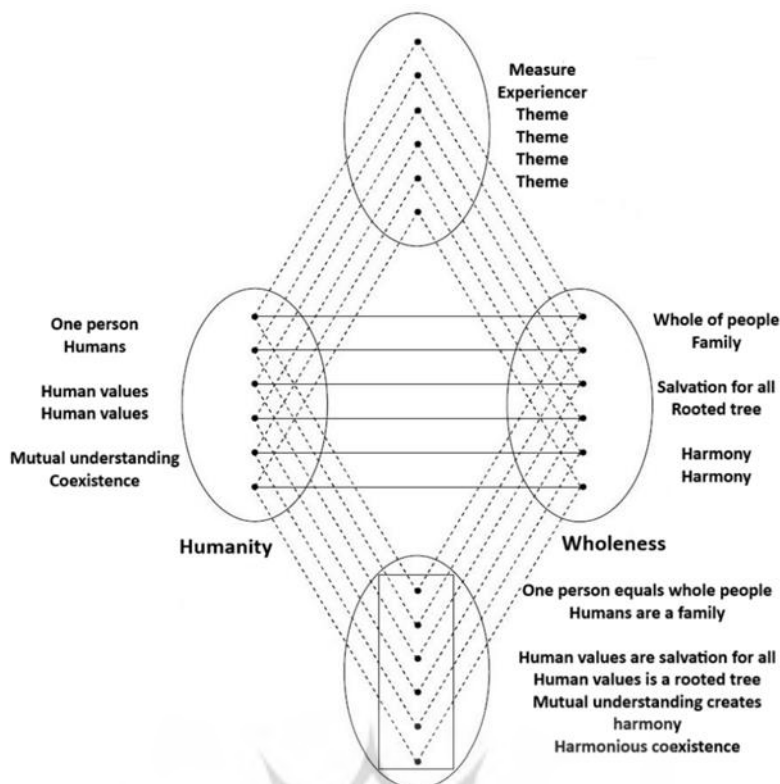 Measure
Experiencer
Theme
Theme
Theme
Theme
One person
Humans
Human values
Human values
Mutual understanding
Coexistence
Humanity
Whole of people
Family
Salvation for all
Rooted tree
Harmony
Harmony
Wholeness
One person equals whole people
Humans are a family
Human values are salvation for all
Human values is a rooted tree
Mutual understanding creates
harmony
Harmonious coexistence